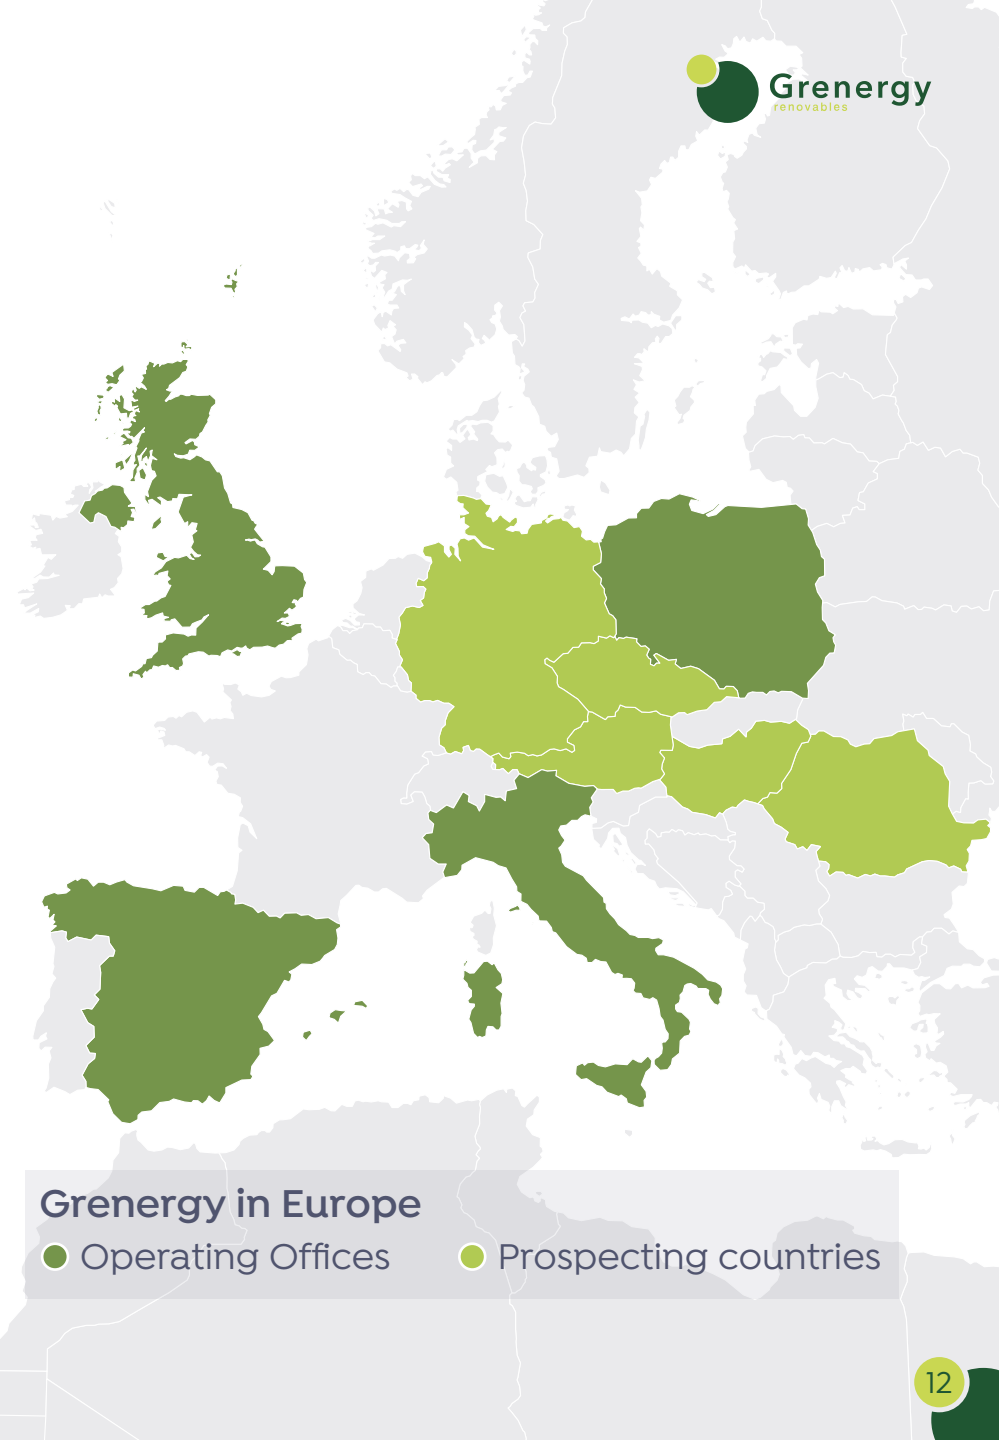 Grenergy
renovables
Grenergy in Europe
Operating Offices
Prospecting countries
12